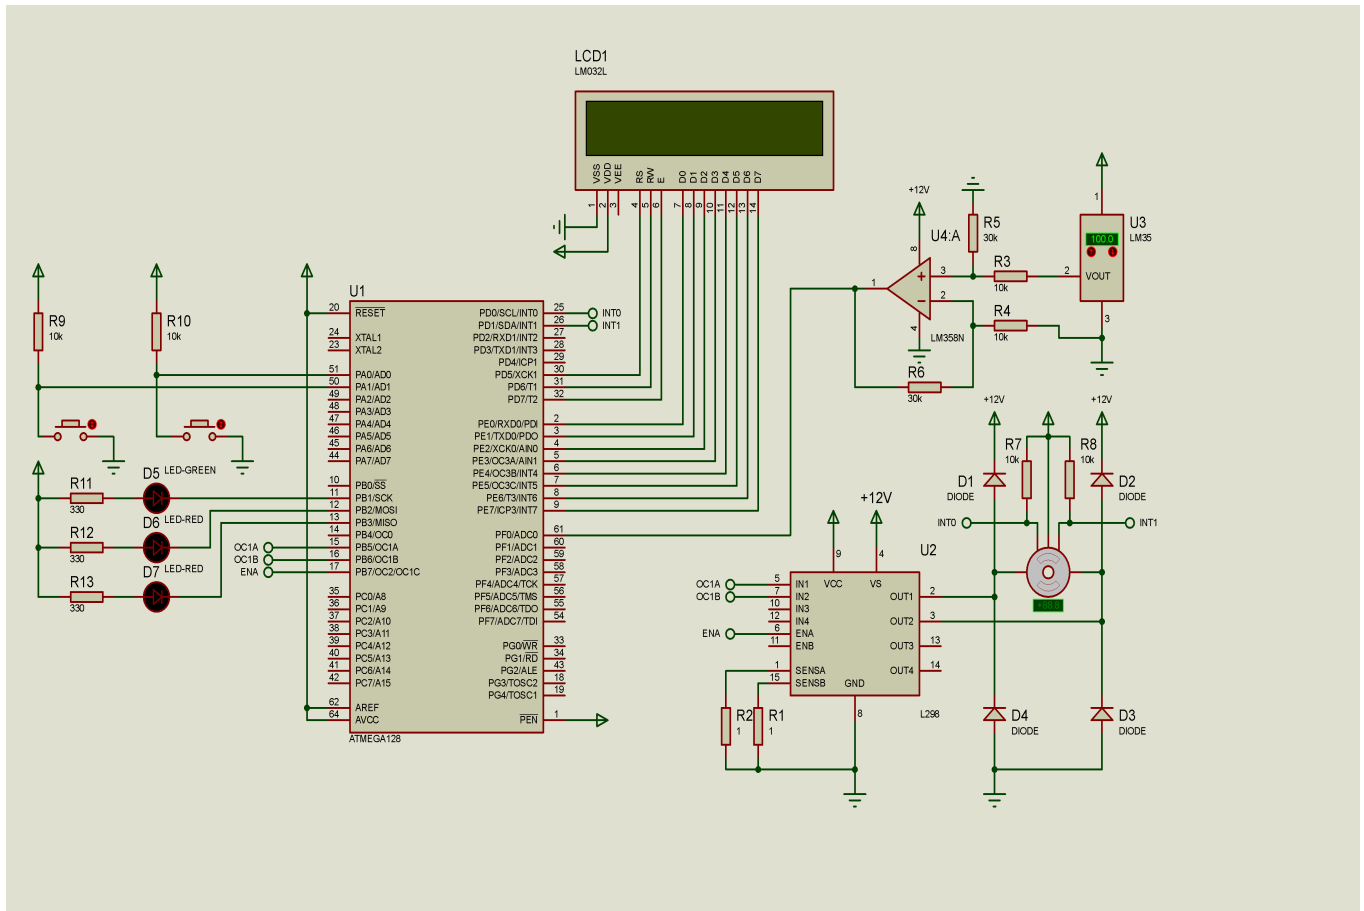 LCD1
LM032L
VSS VDD VEE RS RW E D0 D1 D2 D3 D4 D5 D6 D7
1 2 3 4 5 6 7 8 9 10 11 12 13 14
R9
10k
R10
10k
U1
20 RESET
24 XTAL1
23 XTAL2
51 PA0/AD0
50 PA1/AD1
49 PA2/AD2
48 PA3/AD3
47 PA4/AD4
46 PA5/AD5
45 PA6/AD6
44 PA7/AD7
10 PB0/SS
11 PB1/SCK
12 PB2/MOSI
13 PB3/MISO
14 PB4/OC0
15 PB5/OC1A
16 PB6/OC1B
17 PB7/OC2/OC1C
35 PC0/A8
36 PC1/A9
37 PC2/A10
38 PC3/A11
39 PC4/A12
40 PC5/A13
41 PC6/A14
42 PC7/A15
62 AREF
64 AVCC
PD0/SCL/INT0 25 INT0
PD1/SDA/INT1 26 INT1
PD2/RXD1/INT2 27
PD3/TXD1/INT3 28
PD4/ICP1 29
PD5/XCK1 30
PD6/T1 31
PD7/T2 32
PE0/RXD0/PDI 2
PE1/TXD0/PDO 3
PE2/XCK0/AIN0 4
PE3/OC3A/AIN1 5
PE4/OC3B/INT4 6
PE5/OC3C/INT5 7
PE6/T3/INT6 8
PE7/ICP3/INT7 9
PF0/ADC0 61
PF1/ADC1 60
PF2/ADC2 59
PF3/ADC3 58
PF4/ADC4/TCK 57
PF5/ADC5/TMS 56
PF6/ADC6/TDO 55
PF7/ADC7/TDI 54
PG0/WR 33
PG1/RD 34
PG2/ALE 43
PG3/TOSC2 18
PG4/TOSC1 19
PEN 1
ATMEGA128
R11
330
D5
LED-GREEN
R12
330
D6
LED-RED
R13
330
D7
LED-RED
OC1A
OC1B
ENA
+12V
U4:A
8
3
2
1
4
LM358N
R5
30k
R3
10k
R4
10k
R6
30k
U3
LM35
1
100.0
2 VOUT
3
+12V
+12V
R7
10k
R8
10k
D1
DIODE
D2
DIODE
INT0
INT1
+12V
U2
9
4
VCC
VS
OC1A 5 IN1
OC1B 7 IN2
10 IN3
12 IN4
ENA 6 ENA
11 ENB
1 SENSA
15 SENSB
OUT1 2
OUT2 3
OUT3 13
OUT4 14
GND
8
L298
R2
1
R1
1
D4
DIODE
D3
DIODE